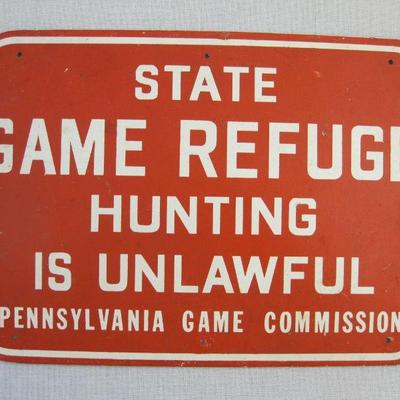 STATE
GAME REFUGE
HUNTING
IS UNLAWFUL
PENNSYLVANIA GAME COMMISSION